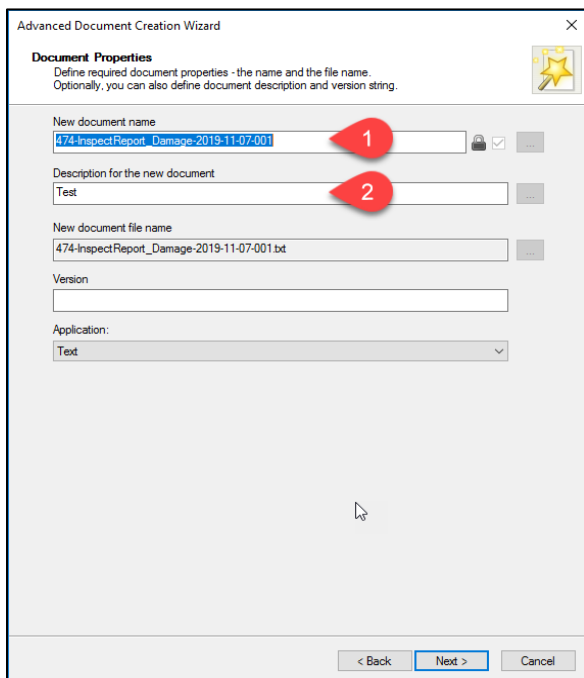 Advanced Document Creation Wizard
Document Properties
Define required document properties - the name and the file name.
Optionally, you can also define document description and version string.
New document name
474-InspectReport_Damage-2019-11-07-001
1
...
Description for the new document
Test
2
...
New document file name
474-InspectReport_Damage-2019-11-07-001.txt
...
Version
Application:
Text
< Back Next > Cancel